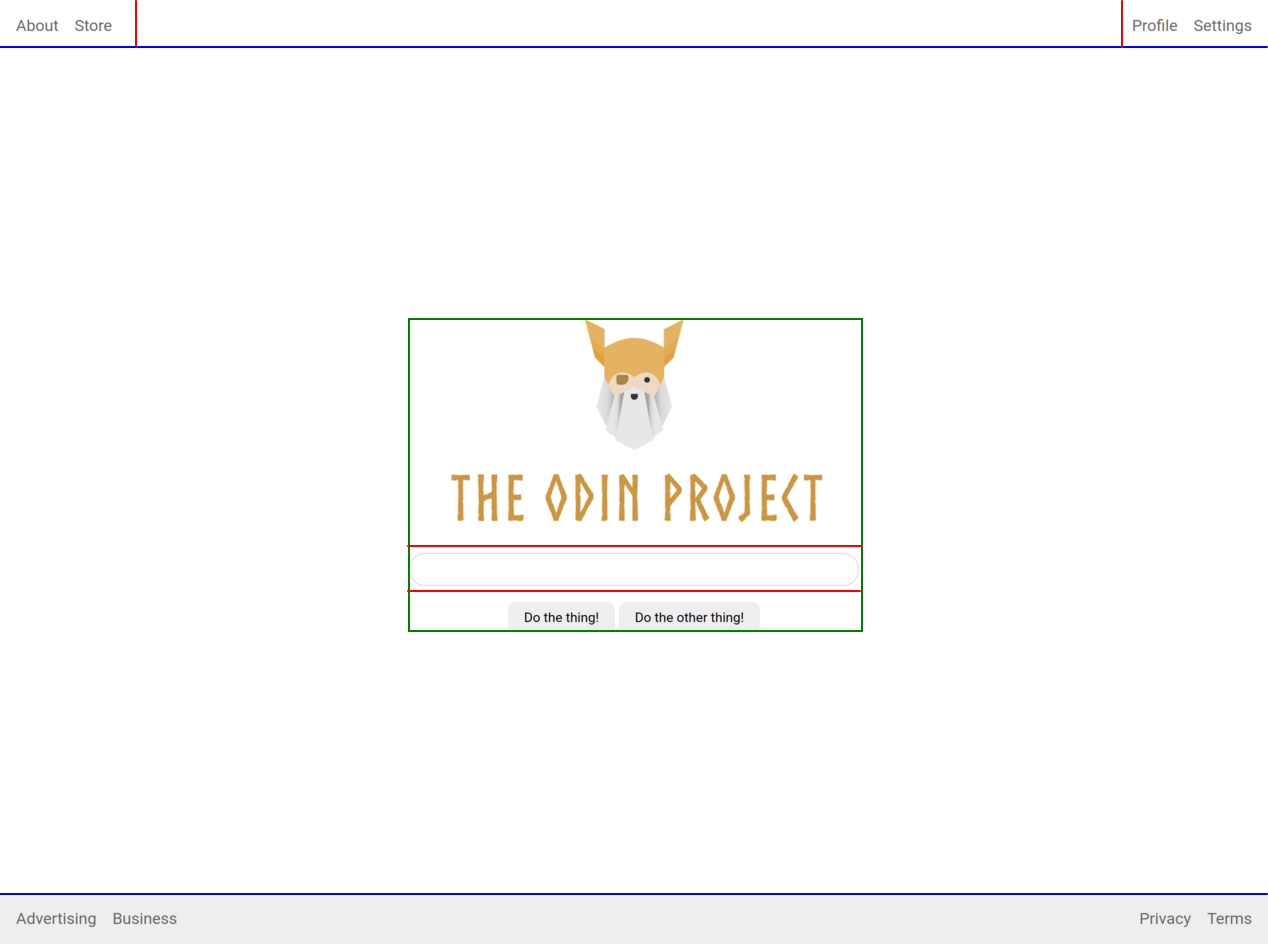 About Store Profile Settings
THE ODIN PROJECT
Do the thing! Do the other thing!
Advertising Business Privacy Terms